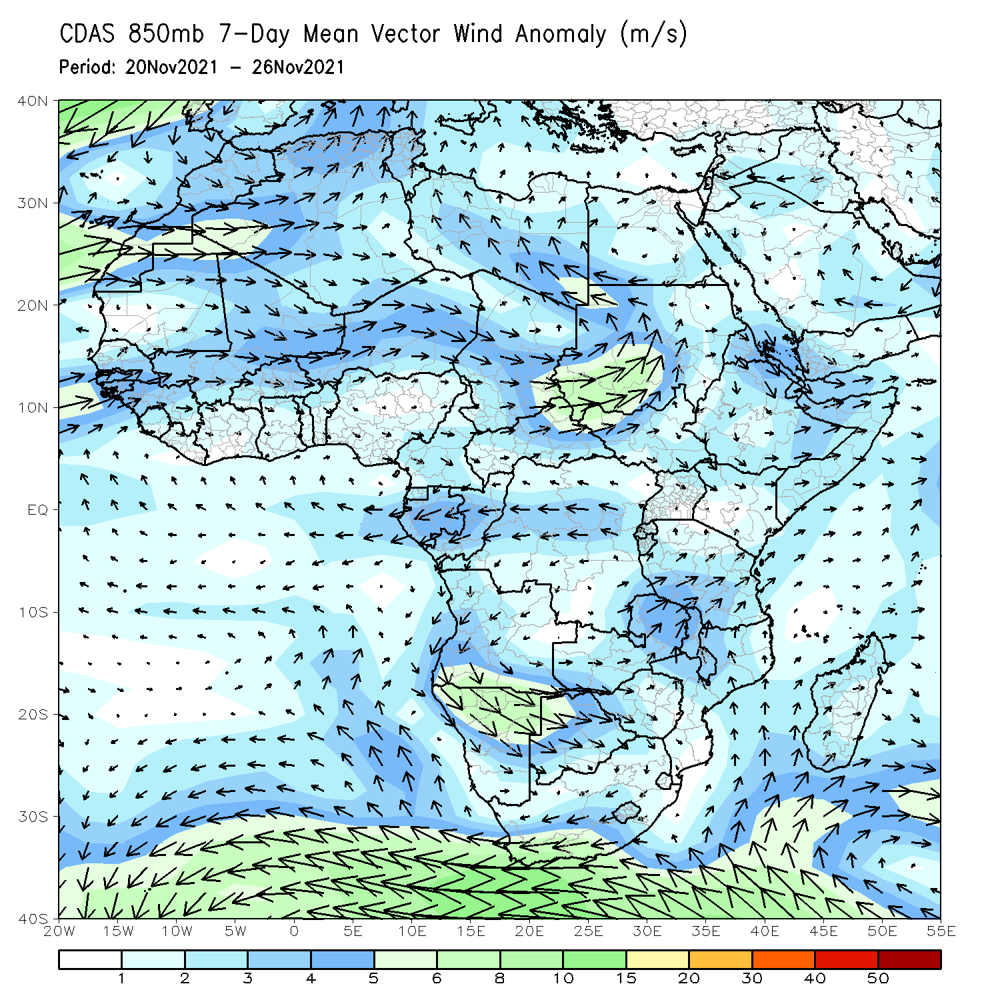 CDAS 850mb 7-Day Mean Vector Wind Anomaly (m/s)
Period: 20Nov2021 - 26Nov2021
40N
30N
20N
10N
EQ
10S
20S
30S
40S
20W 15W 10W 5W 0 5E 10E 15E 20E 25E 30E 35E 40E 45E 50E 55E
1 2 3 4 5 6 8 10 15 20 30 40 50